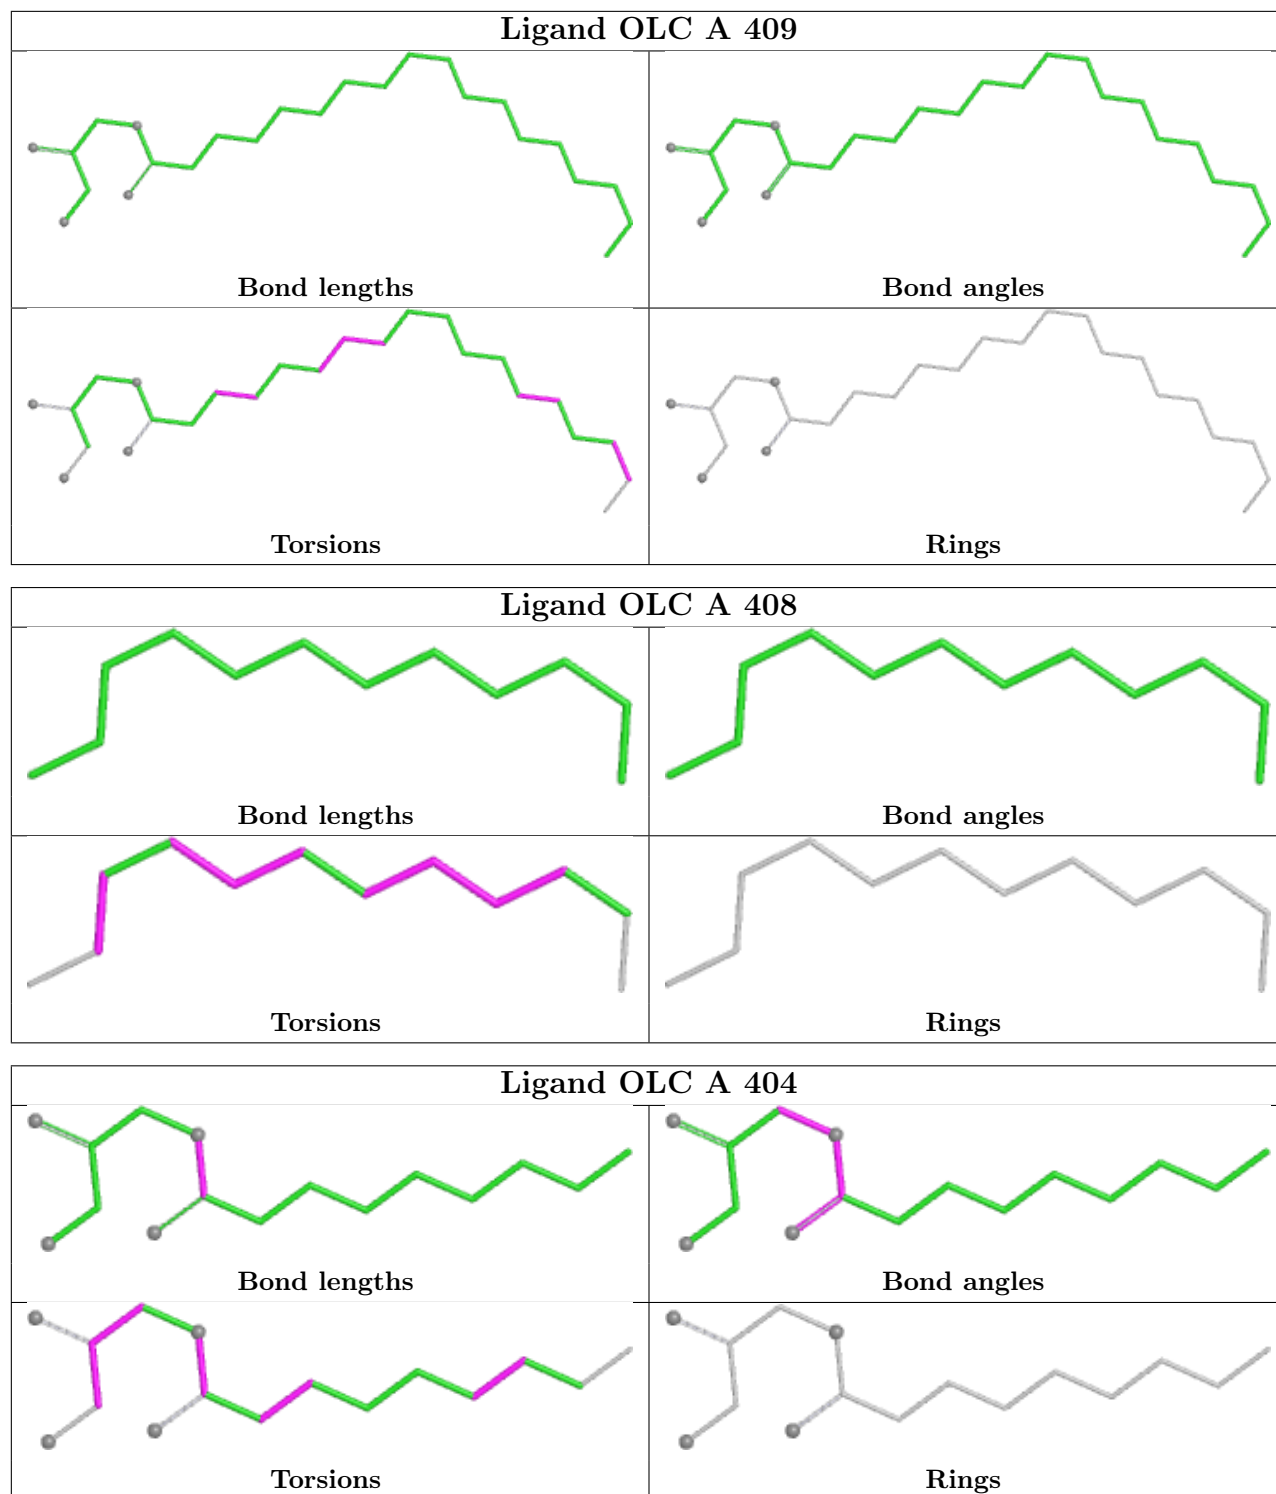 Ligand OLC A 409
Bond lengths
Bond angles
Torsions
Rings
Ligand OLC A 408
Bond lengths
Bond angles
Torsions
Rings
Ligand OLC A 404
Bond lengths
Bond angles
Torsions
Rings